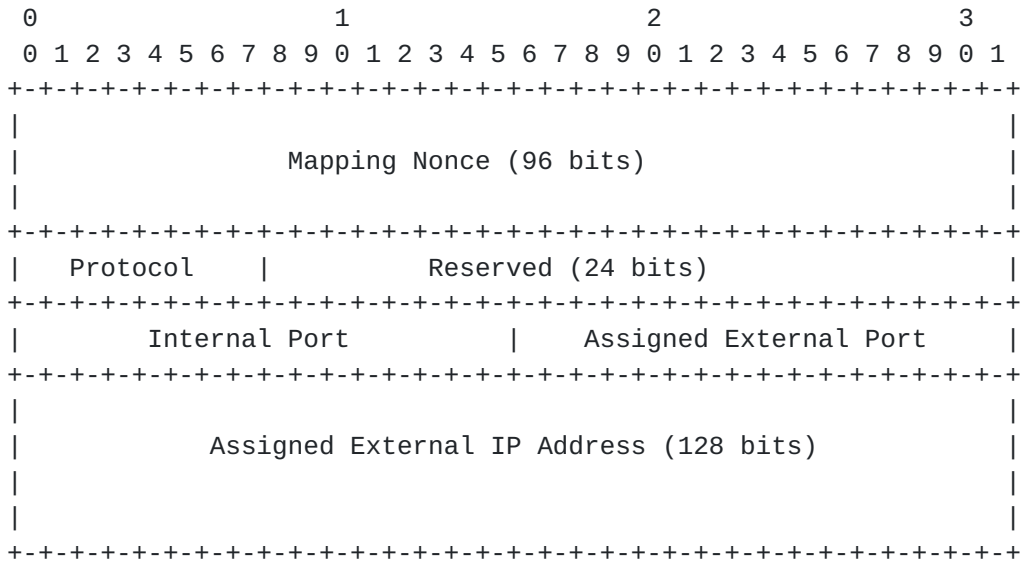 0                   1                   2                   3
 0 1 2 3 4 5 6 7 8 9 0 1 2 3 4 5 6 7 8 9 0 1 2 3 4 5 6 7 8 9 0 1
+-+-+-+-+-+-+-+-+-+-+-+-+-+-+-+-+-+-+-+-+-+-+-+-+-+-+-+-+-+-+-+-+
|                                                               |
|                 Mapping Nonce (96 bits)                       |
|                                                               |
+-+-+-+-+-+-+-+-+-+-+-+-+-+-+-+-+-+-+-+-+-+-+-+-+-+-+-+-+-+-+-+-+
|   Protocol    |          Reserved (24 bits)                   |
+-+-+-+-+-+-+-+-+-+-+-+-+-+-+-+-+-+-+-+-+-+-+-+-+-+-+-+-+-+-+-+-+
|        Internal Port          |    Assigned External Port     |
+-+-+-+-+-+-+-+-+-+-+-+-+-+-+-+-+-+-+-+-+-+-+-+-+-+-+-+-+-+-+-+-+
|                                                               |
|            Assigned External IP Address (128 bits)            |
|                                                               |
|                                                               |
+-+-+-+-+-+-+-+-+-+-+-+-+-+-+-+-+-+-+-+-+-+-+-+-+-+-+-+-+-+-+-+-+